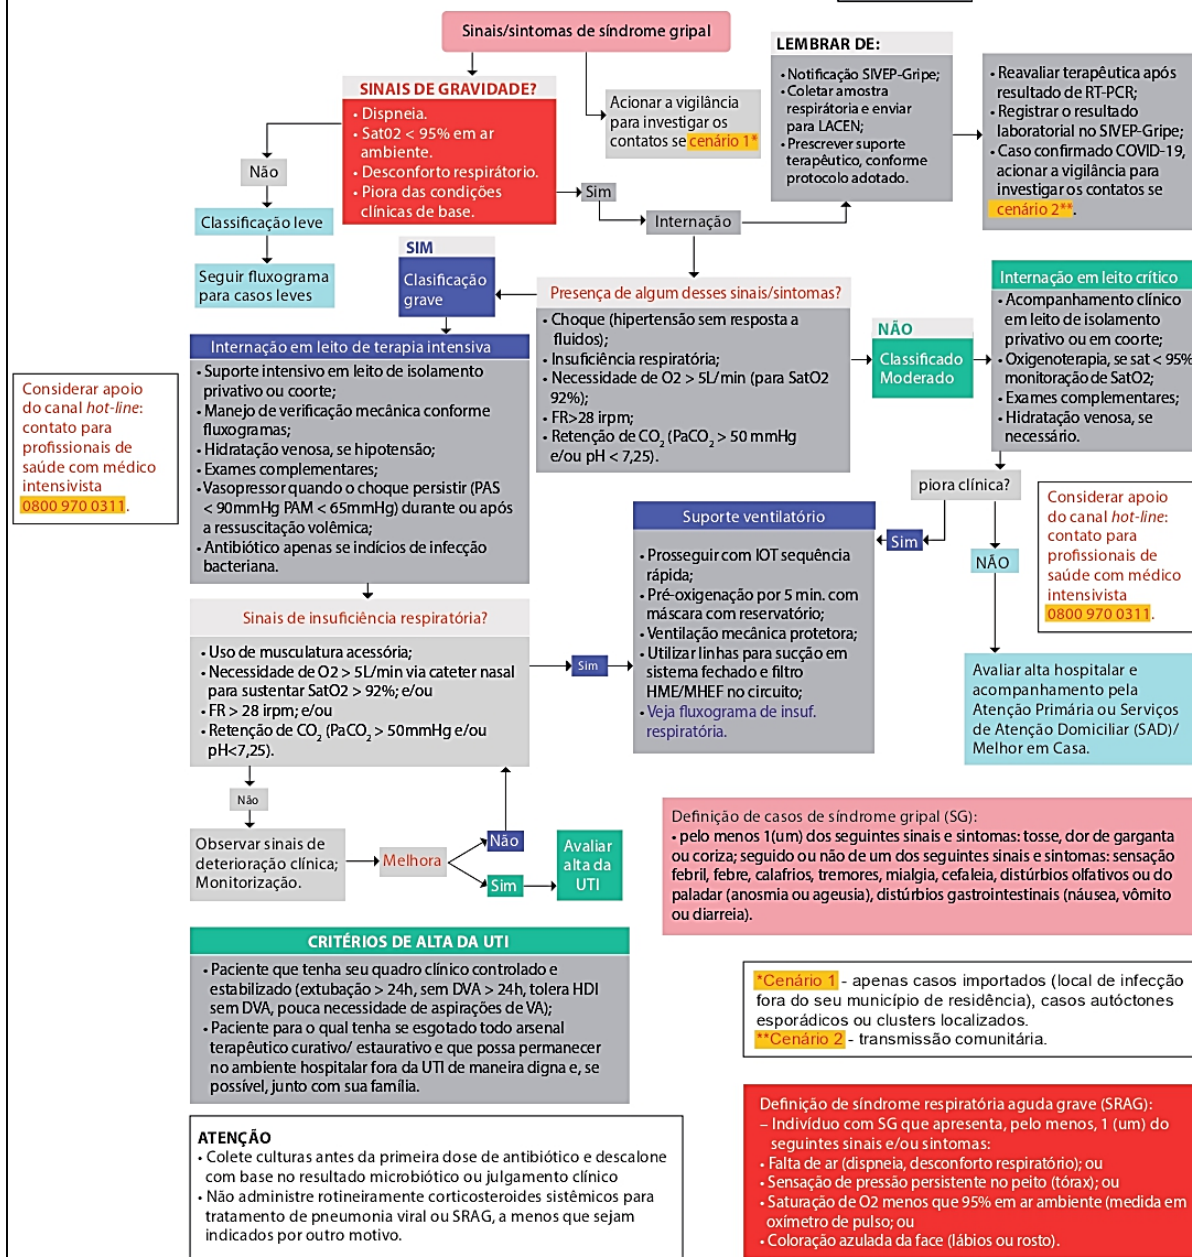 Sinais/sintomas de síndrome gripal
SINAIS DE GRAVIDADE?
• Dispneia.
• Sat02 < 95% em ar
ambiente.
• Desconforto respiratório.
• Piora das condições
clínicas de base.
Acionar a vigilância
para investigar os
contatos se cenário 1*
LEMBRAR DE:
• Notificação SIVEP-Gripe;
• Coletar amostra
respirátória e enviar
para LACEN;
• Prescrever suporte
terapêutico, conforme
protocolo adotado.
• Reavaliar terapêutica após
resultado de RT-PCR;
• Registrar o resultado
laboratorial no SIVEP-Gripe;
• Caso confirmado COVID-19,
acionar a vigilância para
investigar os contatos se
cenário 2**.
Não
Sim
Internação
Classificação leve
Seguir fluxograma
para casos leves
SIM
Clasificação
grave
Presença de algum desses sinais/sintomas?
• Choque (hipertensão sem resposta a
fluidos);
• Insuficiência respiratória;
• Necessidade de O2 > 5L/min (para SatO2
92%);
• FR>28 irpm;
• Retenção de CO2 (PaCO2 > 50 mmHg
e/ou pH < 7,25).
NÃO
Classificado
Moderado
Internação em leito crítico
• Acompanhamento clínico
em leito de isolamento
privativo ou em coorte;
• Oxigenoterapia, se sat < 95%
monitoração de SatO2;
• Exames complementares;
• Hidratação venosa, se
necessário.
Internação em leito de terapia intensiva
• Suporte intensivo em leito de isolamento
privativo ou coorte;
• Manejo de verificação mecânica conforme
fluxogramas;
• Hidratação venosa, se hipotensão;
• Exames complementares;
• Vasopressor quando o choque persistir (PAS
< 90mmHg PAM < 65mmHg) durante ou após
a ressuscitação volêmica;
• Antibiótico apenas se indícios de infecção
bacteriana.
Considerar apoio
do canal hot-line:
contato para
profissionais de
saúde com médico
intensivista
0800 970 0311.
piora clínica?
Sim
NÃO
Considerar apoio
do canal hot-line:
contato para
profissionais de
saúde com médico
intensivista
0800 970 0311.
Suporte ventilatório
• Prosseguir com IOT sequência
rápida;
• Pré-oxigenação por 5 min. com
máscara com reservatório;
• Ventilação mecânica protetora;
• Utilizar linhas para sucção em
sistema fechado e filtro
HME/MHEF no circuito;
• Veja fluxograma de insuf.
respiratória.
Sinais de insuficiência respiratória?
• Uso de musculatura acessória;
• Necessidade de O2 > 5L/min via cateter nasal
para sustentar SatO2 > 92%; e/ou
• FR > 28 irpm; e/ou
• Retenção de CO2 (PaCO2 > 50mmHg e/ou
pH<7,25).
Sim
Avaliar alta hospitalar e
acompanhamento pela
Atenção Primária ou Serviços
de Atenção Domiciliar (SAD)/
Melhor em Casa.
Não
Observar sinais de
deterioração clínica;
Monitorização.
Melhora
Não
Sim
Avaliar
alta da
UTI
Definição de casos de síndrome gripal (SG):
• pelo menos 1(um) dos seguintes sinais e sintomas: tosse, dor de garganta
ou coriza; seguido ou não de um dos seguintes sinais e sintomas: sensação
febril, febre, calafrios, tremores, mialgia, cefaleia, distúrbios olfativos ou do
paladar (anosmia ou ageusia), distúrbios gastrointestinais (náusea, vômito
ou diarreia).
CRITÉRIOS DE ALTA DA UTI
• Paciente que tenha seu quadro clínico controlado e
estabilizado (extubação > 24h, sem DVA > 24h, tolera HDI
sem DVA, pouca necessidade de aspirações de VA);
• Paciente para o qual tenha se esgotado todo arsenal
terapêutico curativo/ estaurativo e que possa permanecer
no ambiente hospitalar fora da UTI de maneira digna e, se
possível, junto com sua família.
*Cenário 1 - apenas casos importados (local de infecção
fora do seu município de residência), casos autóctones
esporádicos ou clusters localizados.
**Cenário 2 - transmissão comunitária.
ATENÇÃO
• Colete culturas antes da primeira dose de antibiótico e descalone
com base no resultado microbiótico ou julgamento clínico
• Não administre rotineiramente corticosteroides sistêmicos para
tratamento de pneumonia viral ou SRAG, a menos que sejam
indicados por outro motivo.
Definição de síndrome respiratória aguda grave (SRAG):
– Indivíduo com SG que apresenta, pelo menos, 1 (um) do
seguintes sinais e/ou sintomas:
• Falta de ar (dispneia, desconforto respiratório); ou
• Sensação de pressão persistente no peito (tórax); ou
• Saturação de O2 menos que 95% em ar ambiente (medida em
oxímetro de pulso; ou
• Coloração azulada da face (lábios ou rosto).